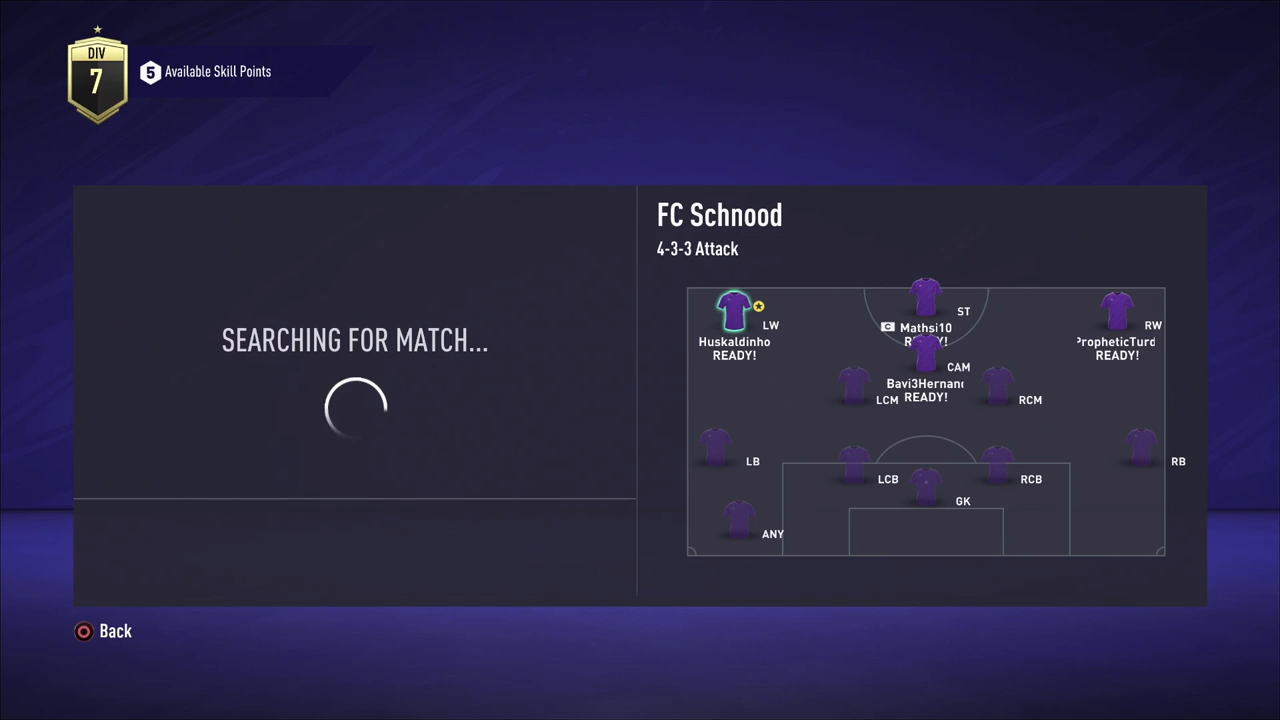 DIV
7
5 Available Skill Points
SEARCHING FOR MATCH...
FC Schnood
4-3-3 Attack
LW
Huskaldinho
READY!
ST
C Mathsi10
RW
PropheticTurd
READY!
CAM
Bavi3Hernanc
READY!
LCM
RCM
LB
RB
LCB
RCB
GK
ANY
Back